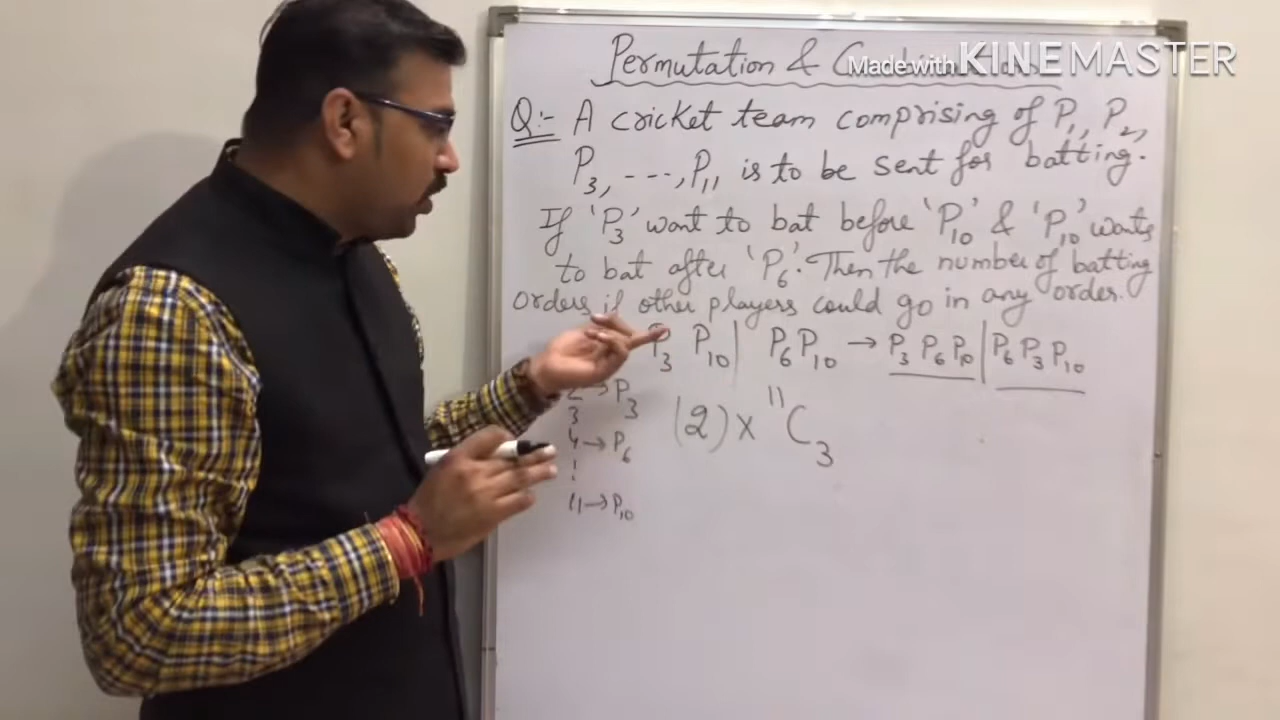 Permutation &
Made with KINEMASTER
Q:- A cricket team comprising of P₁, P₂,
P₃, ---, P₁₁ is to be sent for batting.
If 'P₃' want to bat before 'P₁₀' & 'P₁₀' wants
to bat after 'P₆'. Then the number of batting
orders if other players could go in any order.
P₃ P₁₀ | P₆ P₁₀ → P₃ P₆ P₁₀ | P₆ P₃ P₁₀
2 → P₃
3
4 → P₆
11 → P₁₀
(2) × ¹¹C₃